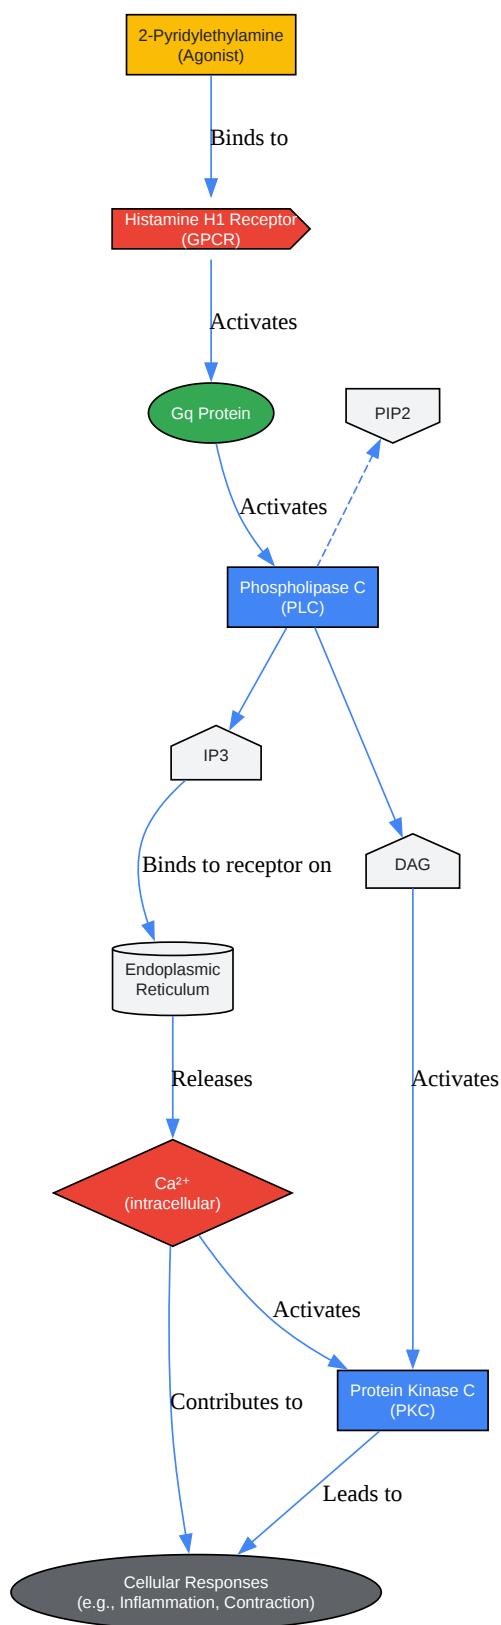 2-Pyridylethylamine
(Agonist)
Binds to
Histamine H1 Receptor
(GPCR)
Activates
Gq Protein
PIP2
Activates
Phospholipase C
(PLC)
IP3
DAG
Binds to receptor on
Endoplasmic
Reticulum
Releases
Activates
Ca²⁺
(intracellular)
Activates
Protein Kinase C
(PKC)
Contributes to
Leads to
Cellular Responses
(e.g., Inflammation, Contraction)